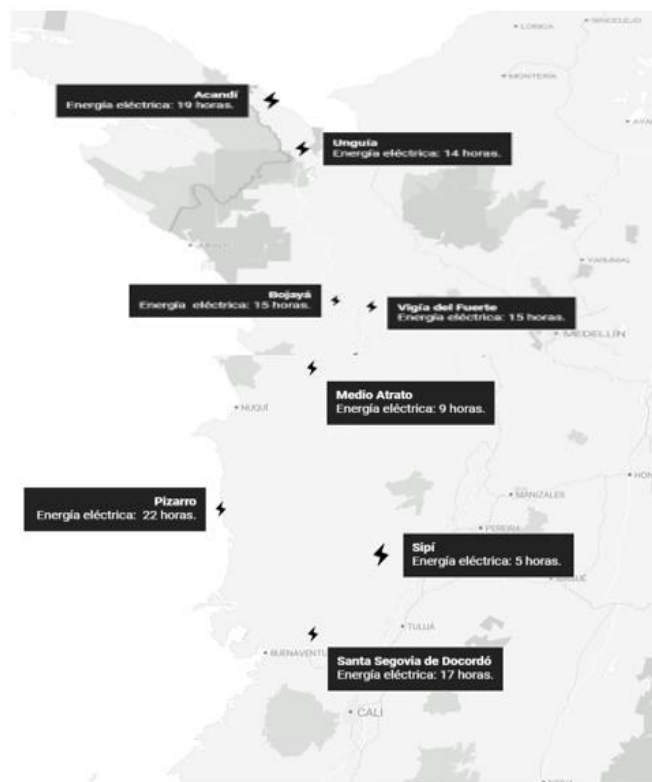 SINCELEJO
LORICA
MONTERÍA
Acandí
Energía eléctrica: 19 horas.
Unguía
Energía eléctrica: 14 horas.
YARUMAL
Bojayá
Energía eléctrica: 15 horas.
Vigía del Fuerte
Energía eléctrica: 15 horas.
MEDELLÍN
Medio Atrato
Energía eléctrica: 9 horas.
NUQUÍ
HON
MANIZALES
Pizarro
Energía eléctrica: 22 horas.
PEREIRA
Sipí
Energía eléctrica: 5 horas.
TULUÁ
BUENAVENTU
Santa Segovia de Docordó
Energía eléctrica: 17 horas.
CALI